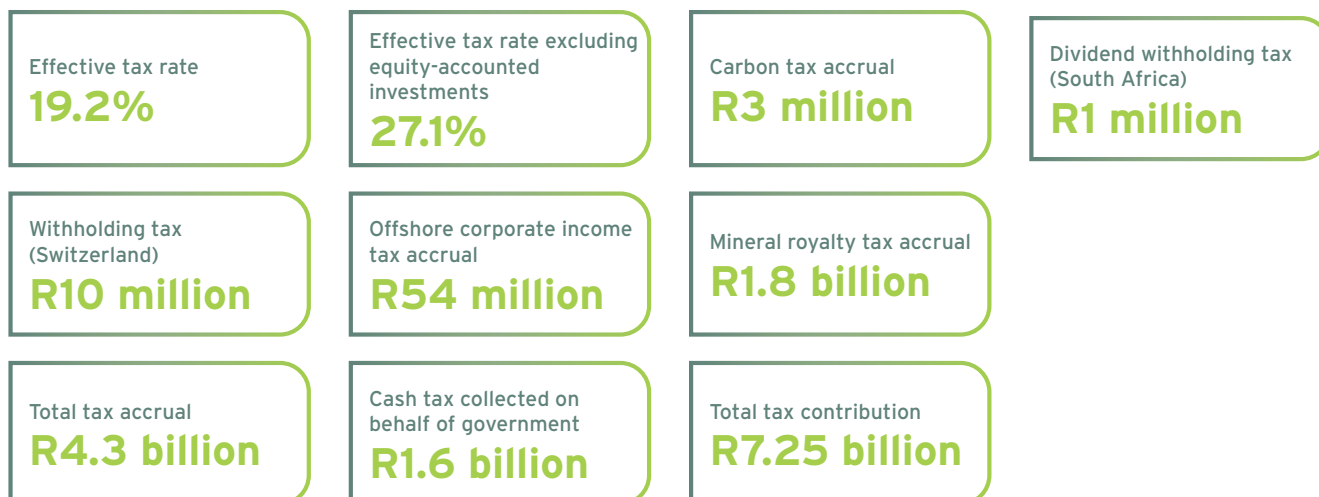 Effective tax rate
19.2%
Effective tax rate excluding
equity-accounted
investments
27.1%
Carbon tax accrual
R3 million
Dividend withholding tax
(South Africa)
R1 million
Withholding tax
(Switzerland)
R10 million
Offshore corporate income
tax accrual
R54 million
Mineral royalty tax accrual
R1.8 billion
Total tax accrual
R4.3 billion
Cash tax collected on
behalf of government
R1.6 billion
Total tax contribution
R7.25 billion